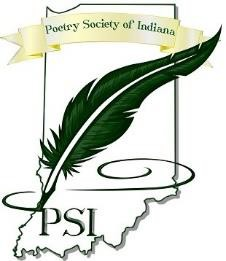 Poetry Society of Indiana
PSI